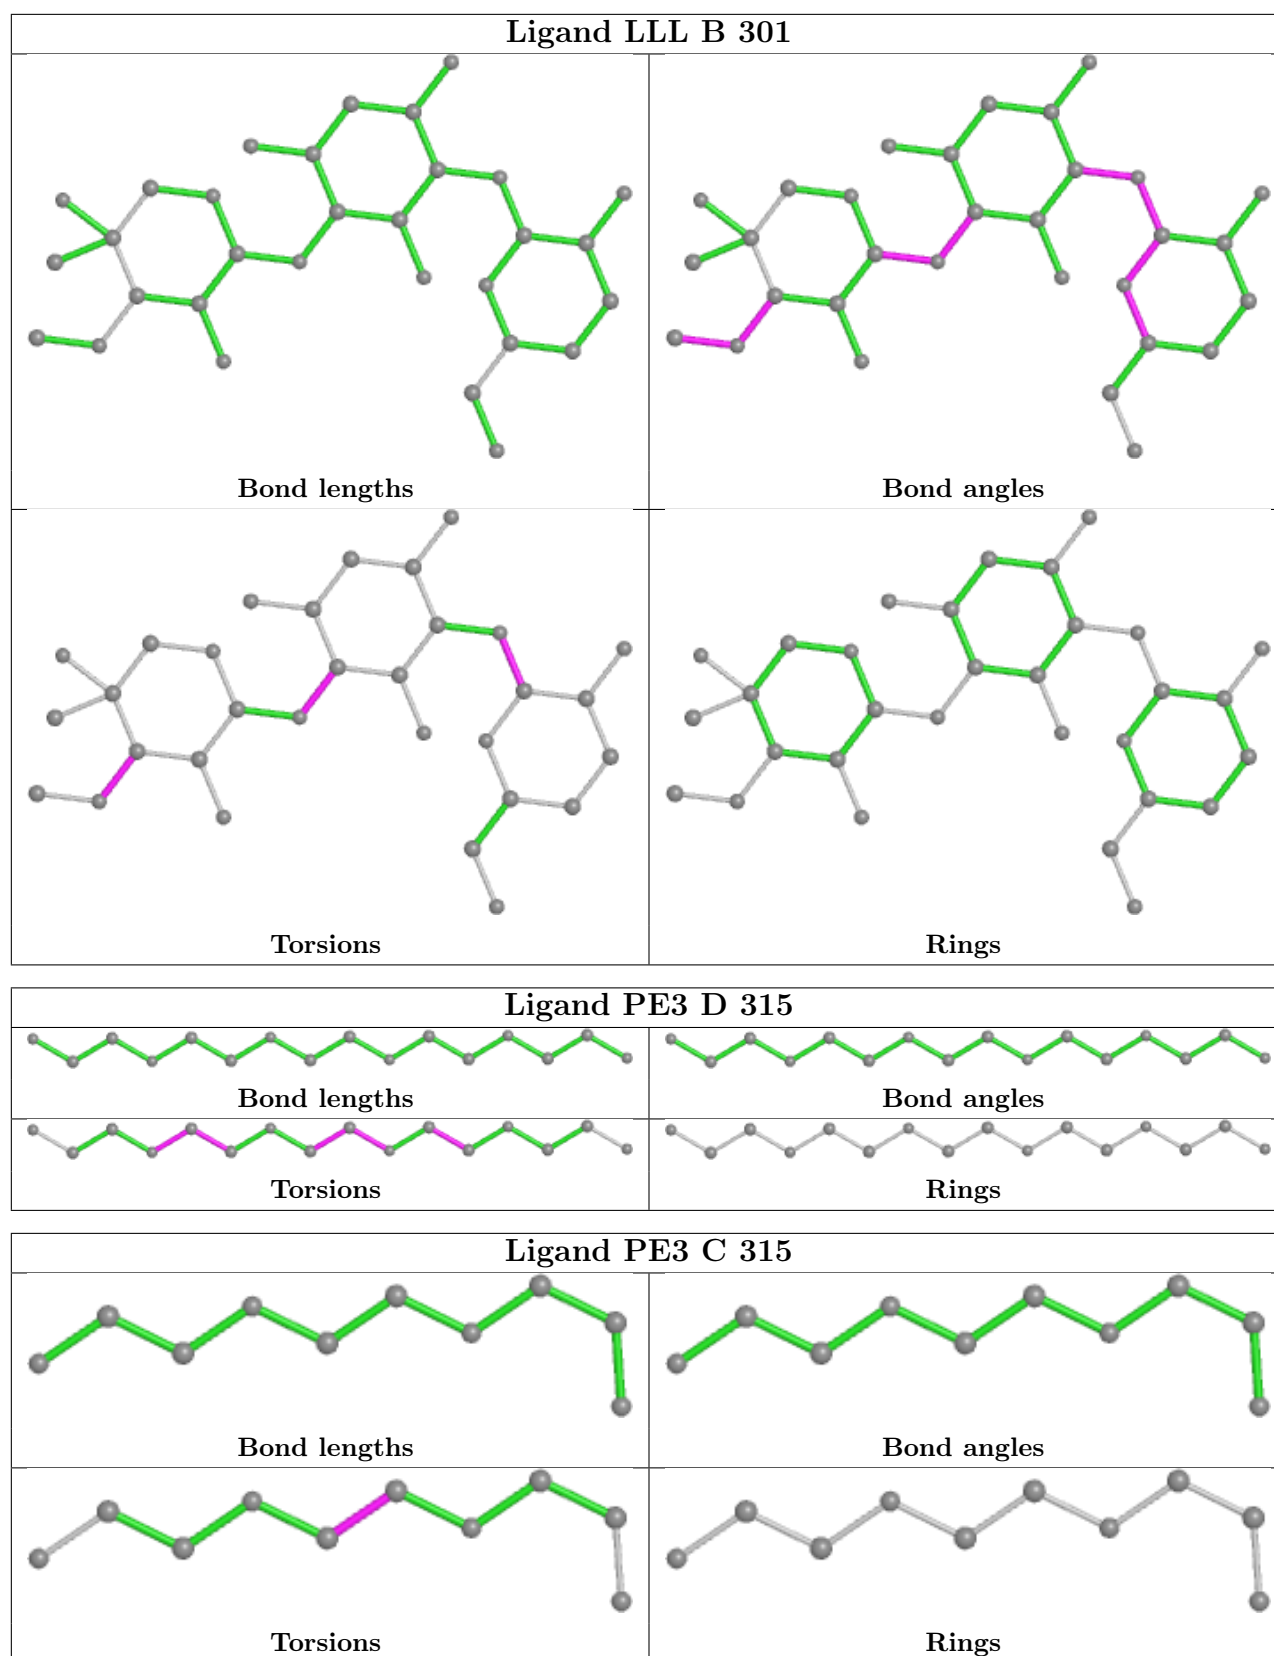 Ligand LLL B 301
Bond lengths
Bond angles
Torsions
Rings
Ligand PE3 D 315
Bond lengths
Bond angles
Torsions
Rings
Ligand PE3 C 315
Bond lengths
Bond angles
Torsions
Rings